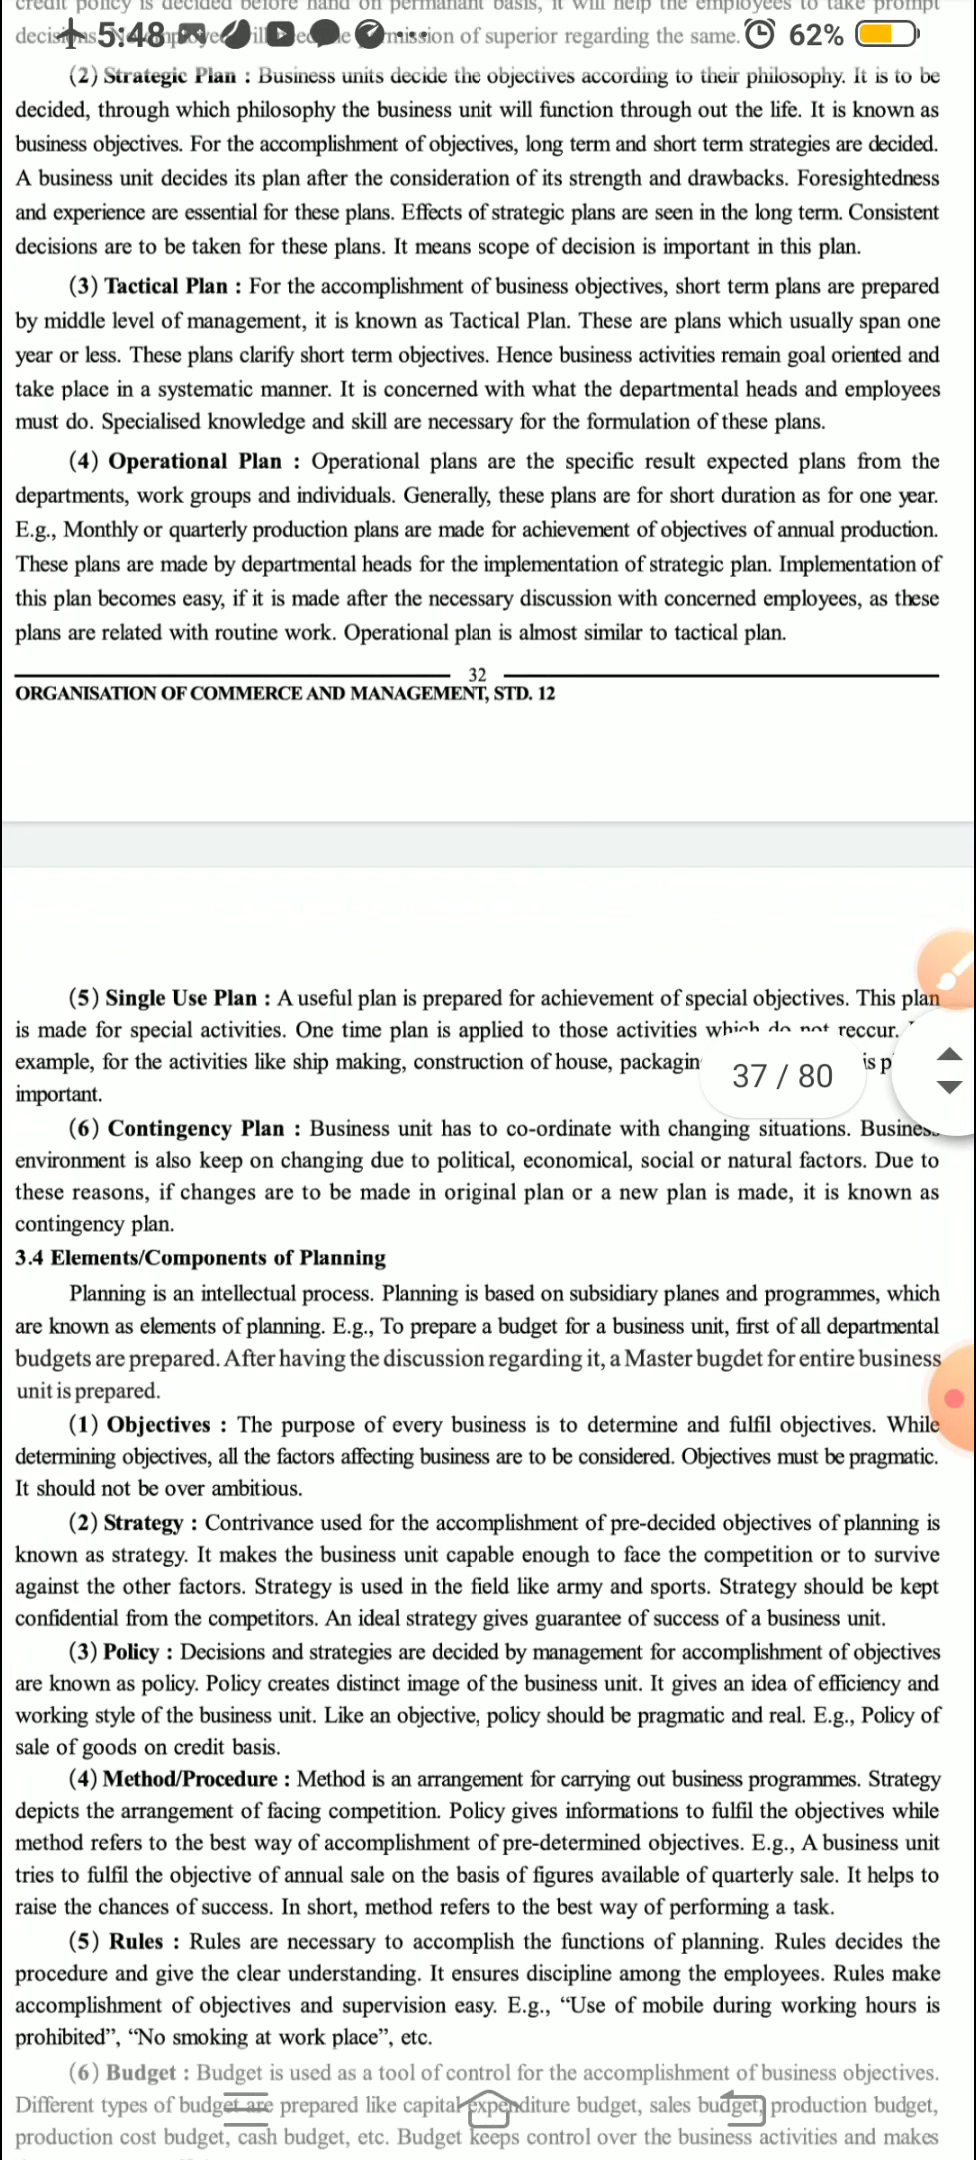 credit policy is decided before hand on permanant basis, it will help the employees to take prompt
5:48 62%
mission of superior regarding the same.
(2) Strategic Plan : Business units decide the objectives according to their philosophy. It is to be
decided, through which philosophy the business unit will function through out the life. It is known as
business objectives. For the accomplishment of objectives, long term and short term strategies are decided.
A business unit decides its plan after the consideration of its strength and drawbacks. Foresightedness
and experience are essential for these plans. Effects of strategic plans are seen in the long term. Consistent
decisions are to be taken for these plans. It means scope of decision is important in this plan.
(3) Tactical Plan : For the accomplishment of business objectives, short term plans are prepared
by middle level of management, it is known as Tactical Plan. These are plans which usually span one
year or less. These plans clarify short term objectives. Hence business activities remain goal oriented and
take place in a systematic manner. It is concerned with what the departmental heads and employees
must do. Specialised knowledge and skill are necessary for the formulation of these plans.
(4) Operational Plan : Operational plans are the specific result expected plans from the
departments, work groups and individuals. Generally, these plans are for short duration as for one year.
E.g., Monthly or quarterly production plans are made for achievement of objectives of annual production.
These plans are made by departmental heads for the implementation of strategic plan. Implementation of
this plan becomes easy, if it is made after the necessary discussion with concerned employees, as these
plans are related with routine work. Operational plan is almost similar to tactical plan.
32
ORGANISATION OF COMMERCE AND MANAGEMENT, STD. 12
(5) Single Use Plan : A useful plan is prepared for achievement of special objectives. This plan
is made for special activities. One time plan is applied to those activities which do not reccur.
example, for the activities like ship making, construction of house, packagin is p
37 / 80
important.
(6) Contingency Plan : Business unit has to co-ordinate with changing situations. Business
environment is also keep on changing due to political, economical, social or natural factors. Due to
these reasons, if changes are to be made in original plan or a new plan is made, it is known as
contingency plan.
3.4 Elements/Components of Planning
Planning is an intellectual process. Planning is based on subsidiary planes and programmes, which
are known as elements of planning. E.g., To prepare a budget for a business unit, first of all departmental
budgets are prepared. After having the discussion regarding it, a Master bugdet for entire business
unit is prepared.
(1) Objectives : The purpose of every business is to determine and fulfil objectives. While
determining objectives, all the factors affecting business are to be considered. Objectives must be pragmatic.
It should not be over ambitious.
(2) Strategy : Contrivance used for the accomplishment of pre-decided objectives of planning is
known as strategy. It makes the business unit capable enough to face the competition or to survive
against the other factors. Strategy is used in the field like army and sports. Strategy should be kept
confidential from the competitors. An ideal strategy gives guarantee of success of a business unit.
(3) Policy : Decisions and strategies are decided by management for accomplishment of objectives
are known as policy. Policy creates distinct image of the business unit. It gives an idea of efficiency and
working style of the business unit. Like an objective, policy should be pragmatic and real. E.g., Policy of
sale of goods on credit basis.
(4) Method/Procedure : Method is an arrangement for carrying out business programmes. Strategy
depicts the arrangement of facing competition. Policy gives informations to fulfil the objectives while
method refers to the best way of accomplishment of pre-determined objectives. E.g., A business unit
tries to fulfil the objective of annual sale on the basis of figures available of quarterly sale. It helps to
raise the chances of success. In short, method refers to the best way of performing a task.
(5) Rules : Rules are necessary to accomplish the functions of planning. Rules decides the
procedure and give the clear understanding. It ensures discipline among the employees. Rules make
accomplishment of objectives and supervision easy. E.g., “Use of mobile during working hours is
prohibited”, “No smoking at work place”, etc.
(6) Budget : Budget is used as a tool of control for the accomplishment of business objectives.
Different types of budget are prepared like capital expenditure budget, sales budget, production budget,
production cost budget, cash budget, etc. Budget keeps control over the business activities and makes